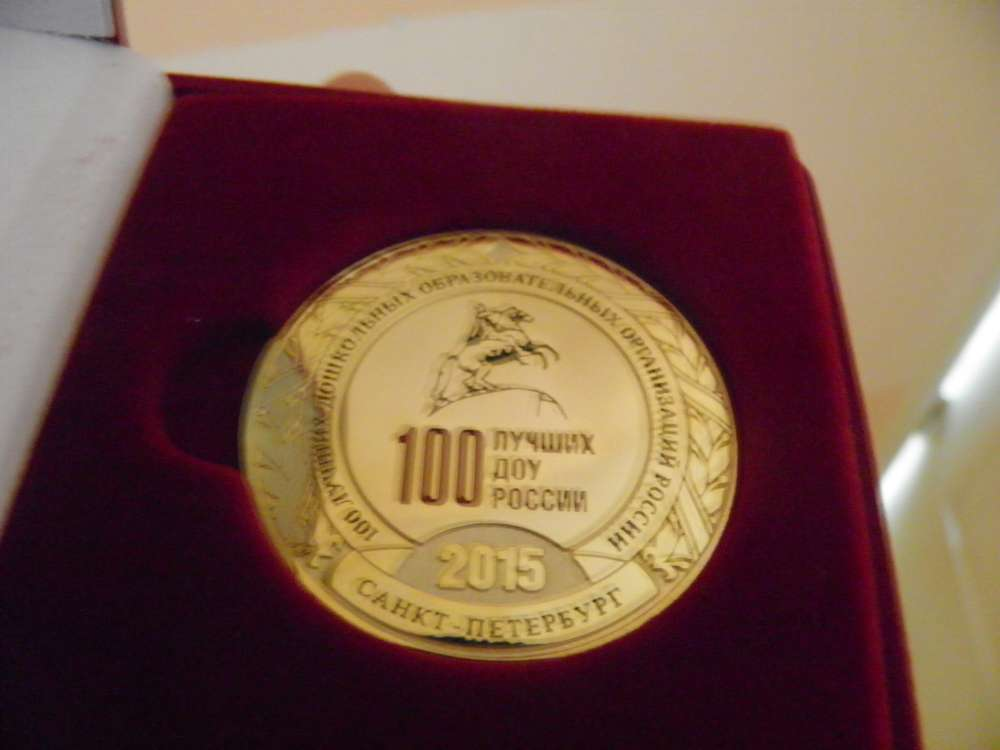 100 ЛУЧШИХ ДОШКОЛЬНЫХ ОБРАЗОВАТЕЛЬНЫХ ОРГАНИЗАЦИЙ РОССИИ
100 ЛУЧШИХ
ДОУ
РОССИИ
2015
САНКТ-ПЕТЕРБУРГ